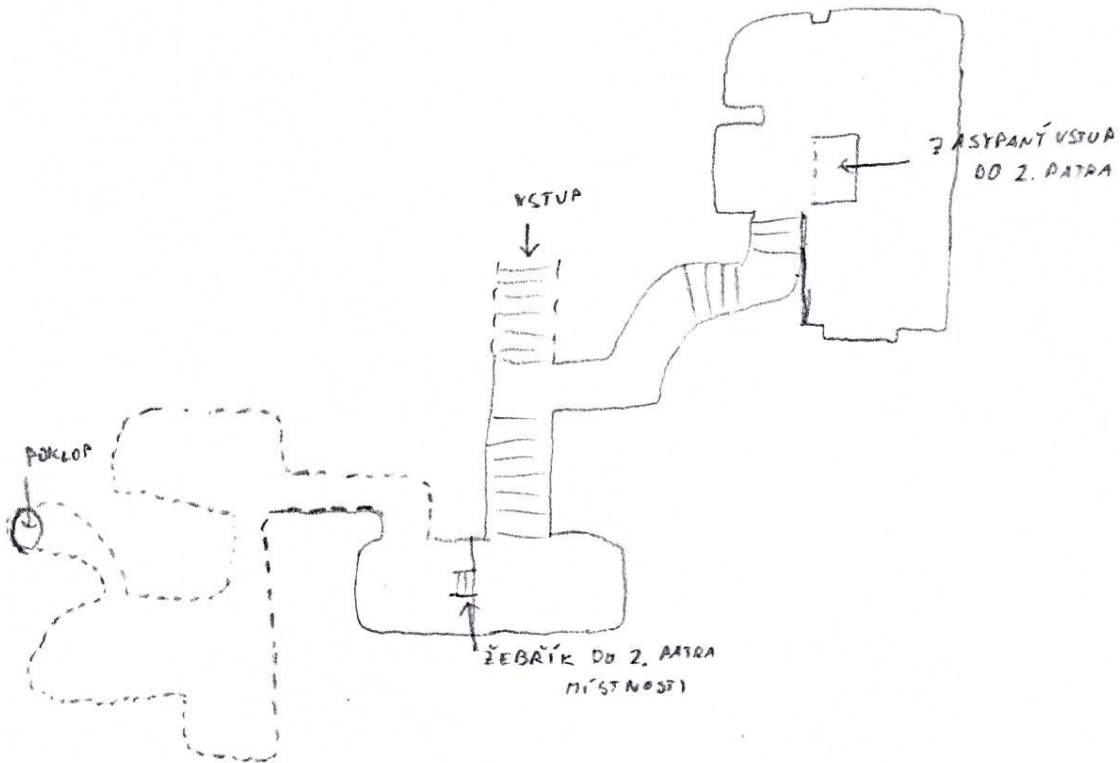 ZASYPANÝ VSTUP
DO 2. PATRA
VSTUP
POKLOP
ŽEBŘÍK DO 2. PATRA
MÍSTNOSTI